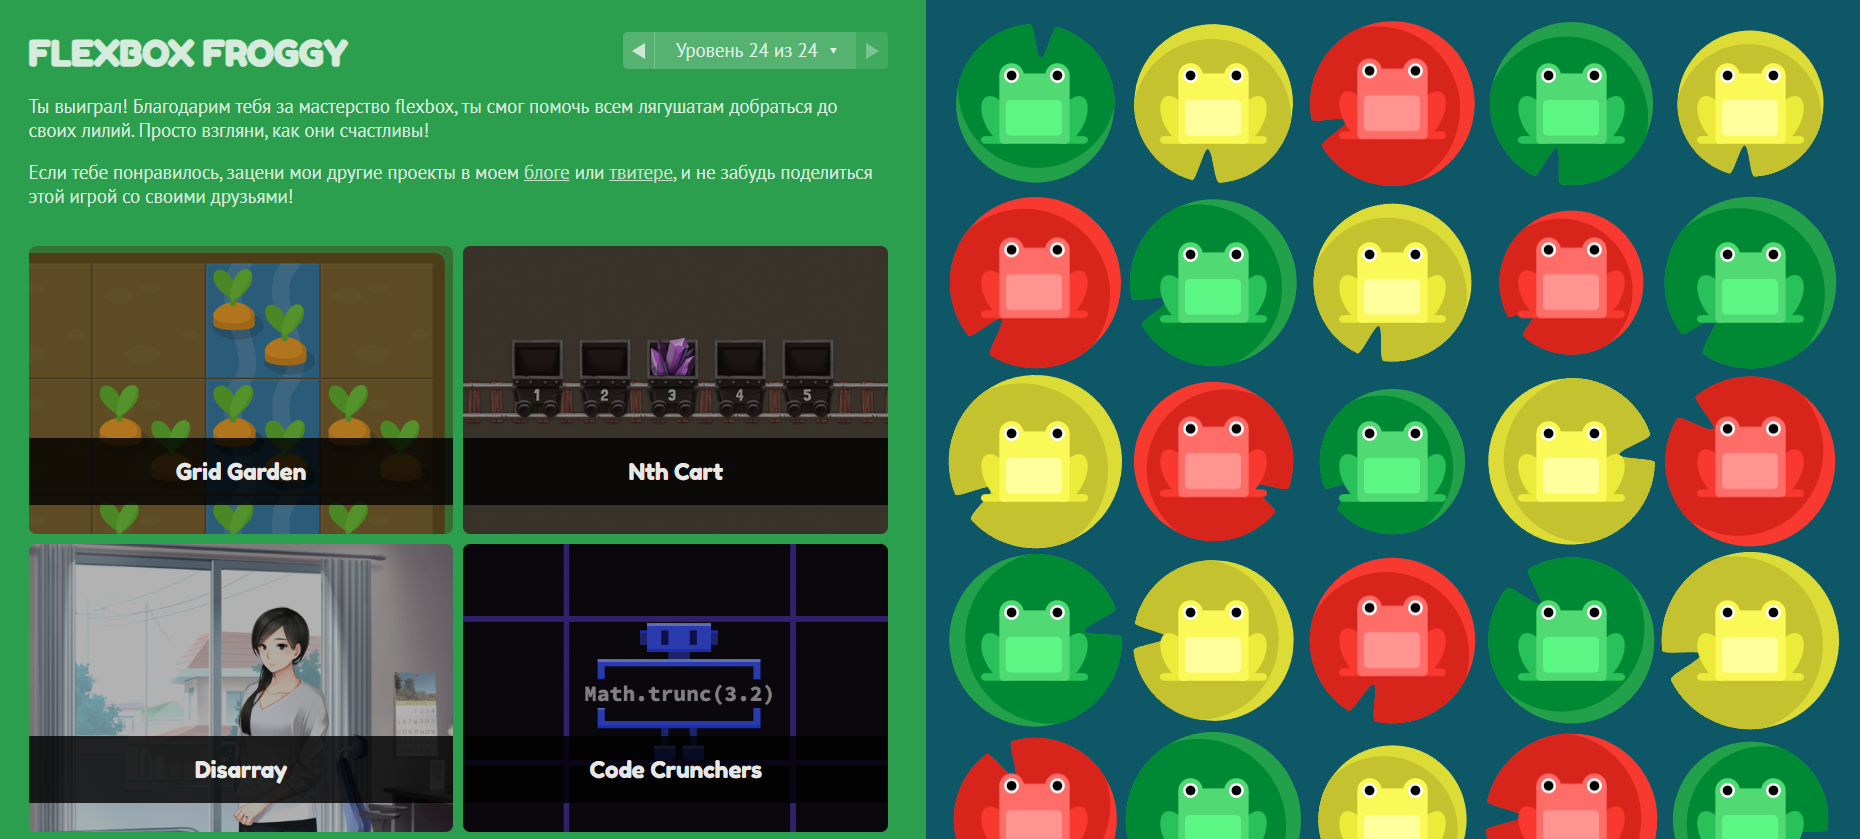 FLEXBOX FROGGY
Уровень 24 из 24
Ты выиграл! Благодарим тебя за мастерство flexbox, ты смог помочь всем лягушатам добраться до
своих лилий. Просто взгляни, как они счастливы!
Если тебе понравилось, зацени мои другие проекты в моем блоге или твитере, и не забудь поделиться
этой игрой со своими друзьями!
1 2 3 4 5
Grid Garden
Nth Cart
Math.trunc(3.2)
Disarray
Code Crunchers